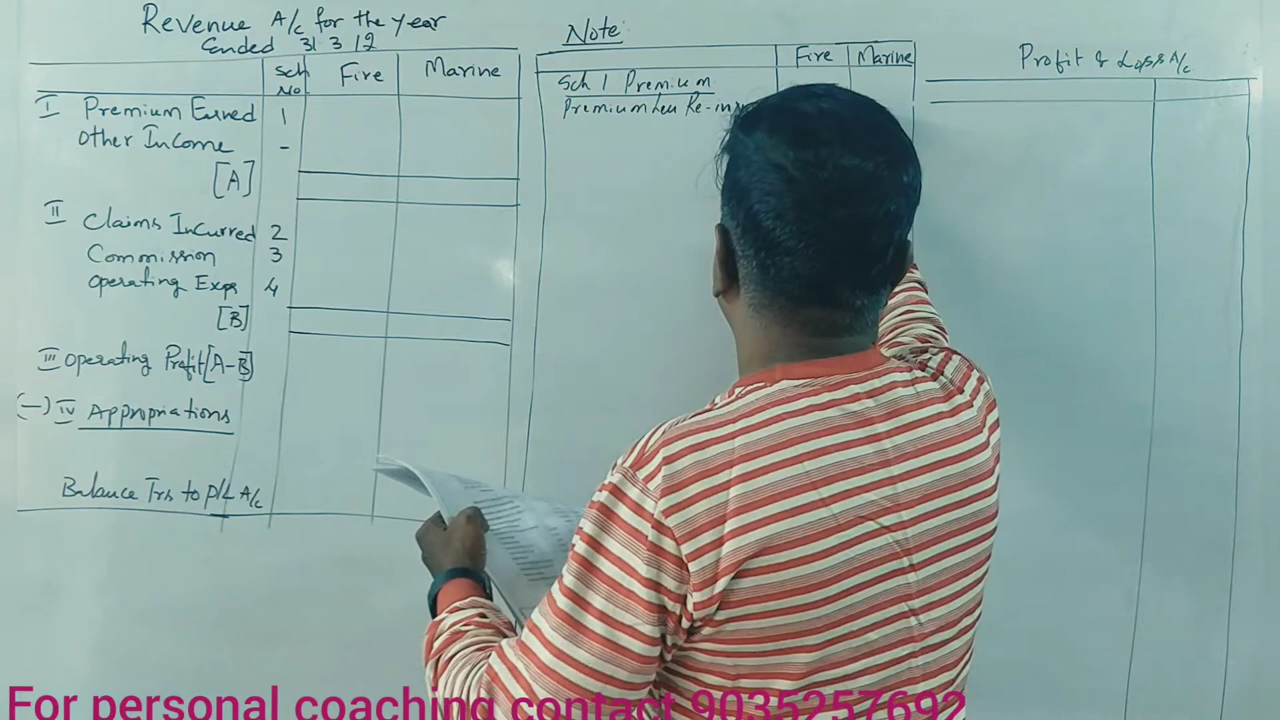 Revenue A/c for the year
Ended 31 3 12
Sch No. Fire Marine
I Premium Earned 1
Other Income -
[A]
II Claims Incurred 2
Commission 3
Operating Exps 4
[B]
III Operating Profit [A-B]
(-) IV Appropriations
Balance Trs to P/L A/c
Note:
Fire Marine
Sch 1 Premium
Premium Less Re-in
Profit & Loss A/c
For personal coaching contact 9035257692